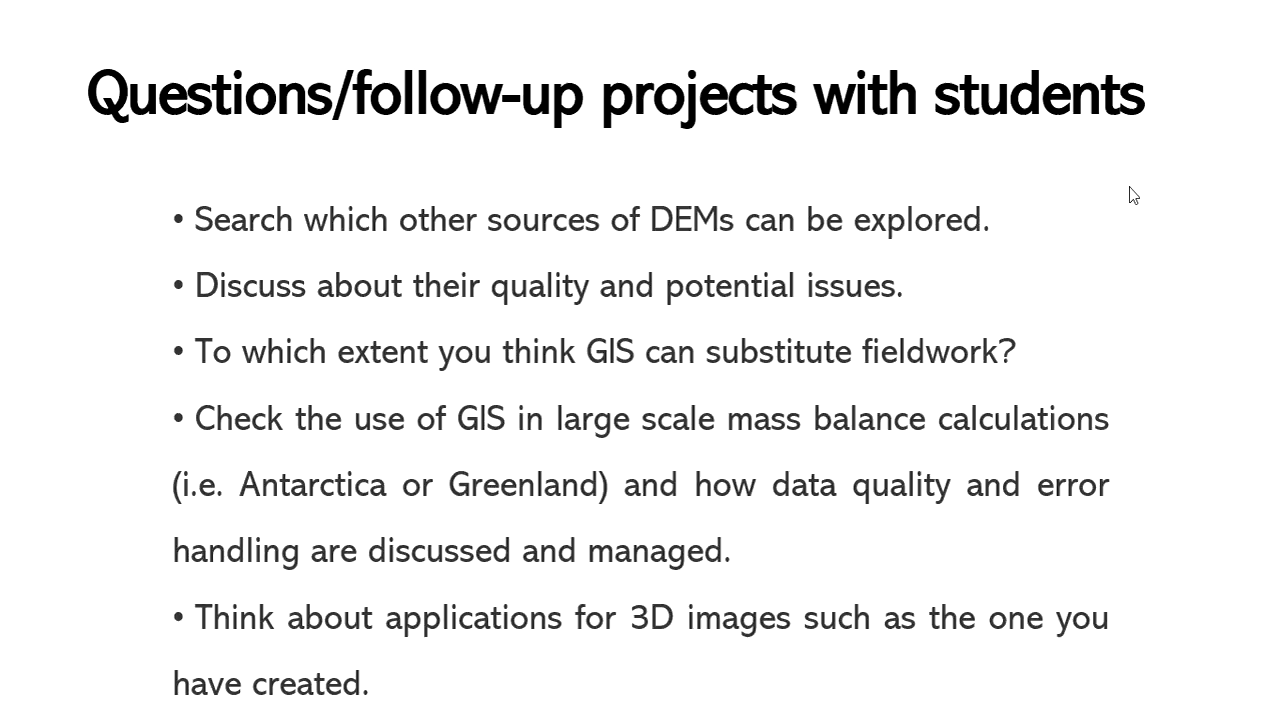 Questions/follow-up projects with students
• Search which other sources of DEMs can be explored.
• Discuss about their quality and potential issues.
• To which extent you think GIS can substitute fieldwork?
• Check the use of GIS in large scale mass balance calculations
(i.e. Antarctica or Greenland) and how data quality and error
handling are discussed and managed.
• Think about applications for 3D images such as the one you
have created.